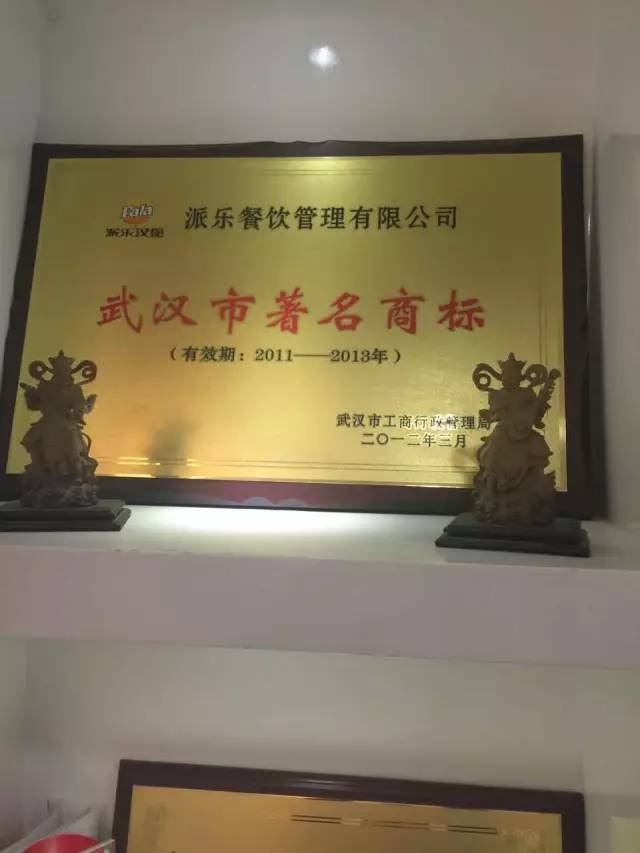 Pala
派乐汉堡
派乐餐饮管理有限公司
武汉市著名商标
（有效期：2011——2013年）
武汉市工商行政管理局
二〇一二年三月